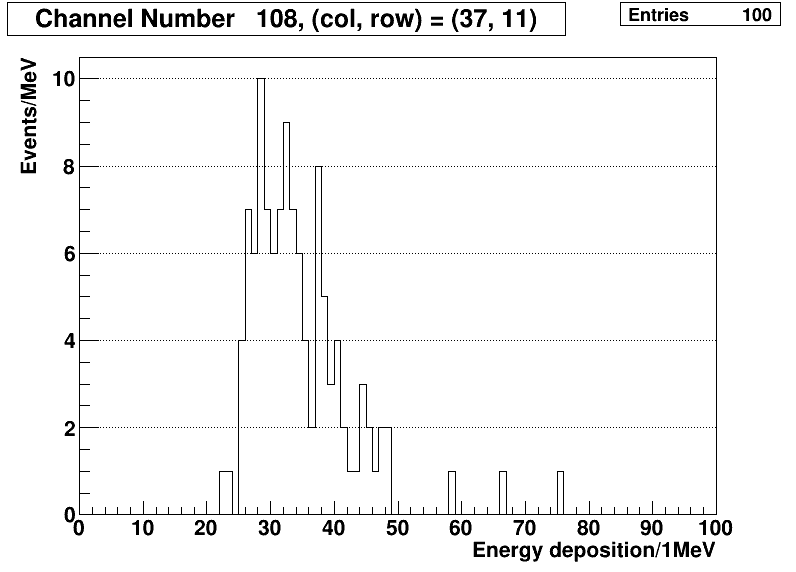 Channel Number 108, (col, row) = (37, 11)
Entries 100
Events/MeV
10
8
6
4
2
0
0 10 20 30 40 50 60 70 80 90 100
Energy deposition/1MeV